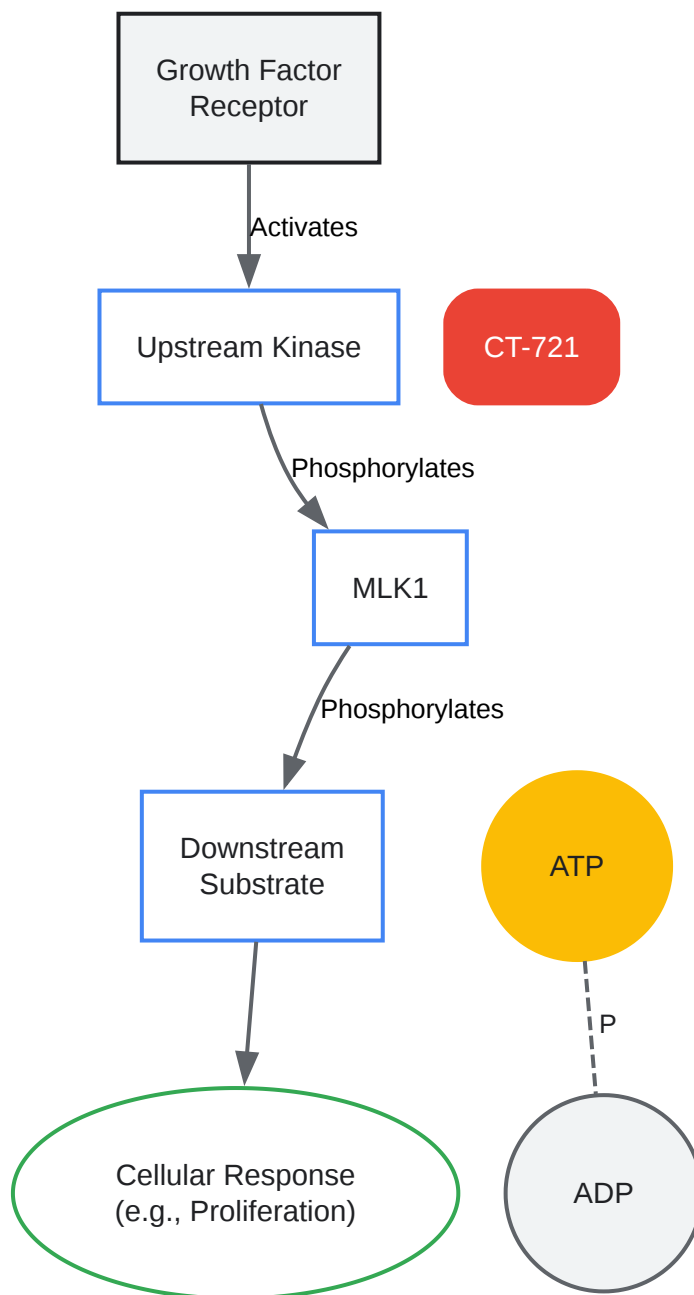 Growth Factor
Receptor
Activates
Upstream Kinase
CT-721
Phosphorylates
MLK1
Phosphorylates
Downstream
Substrate
ATP
P
Cellular Response
(e.g., Proliferation)
ADP